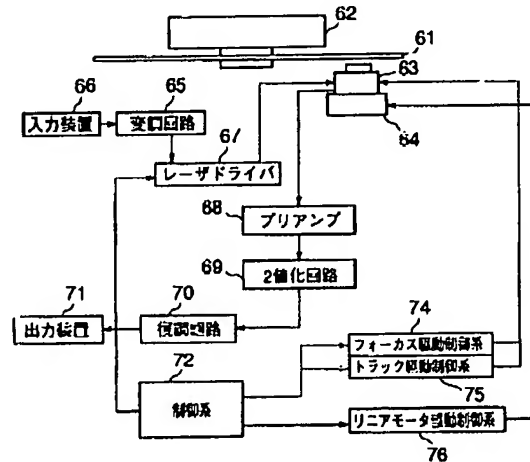 62
61
63
64
66
65
入力装置
変調回路
67
レーザドライバ
68
プリアンプ
69
2値化回路
71
70
74
出力装置
復調回路
フォーカス駆動制御系
72
トラック駆動制御系
制御系
75
リニアモータ駆動制御系
76